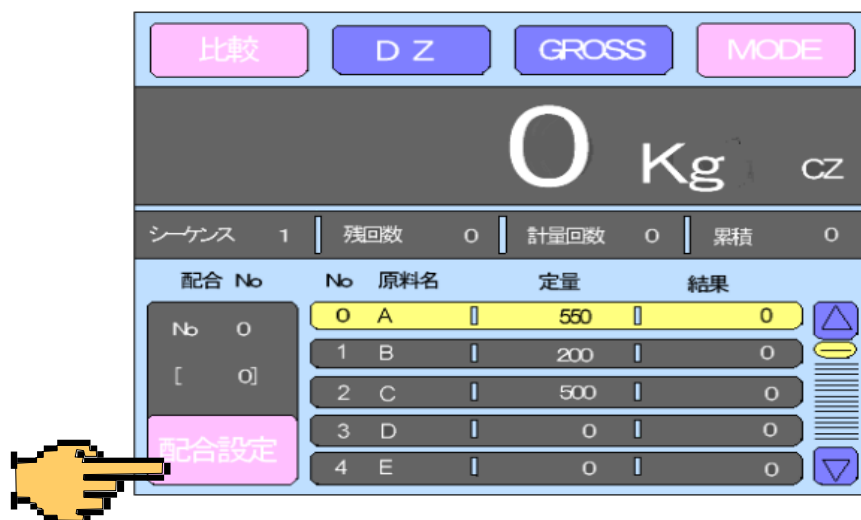 比較 D Z GROSS MODE
0 Kg CZ
シーケンス 1 残回数 0 計量回数 0 累積 0
配合 No No 原料名 定量 結果
No 0
[ 0]
配合設定
0 A 550 0
1 B 200 0
2 C 500 0
3 D 0 0
4 E 0 0